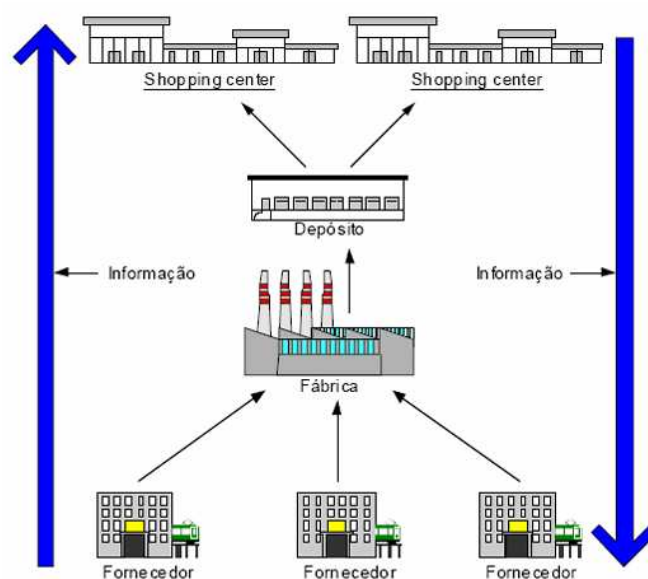 Shopping center
Shopping center
Depósito
Informação
Informação
Fábrica
Fornecedor
Fornecedor
Fornecedor